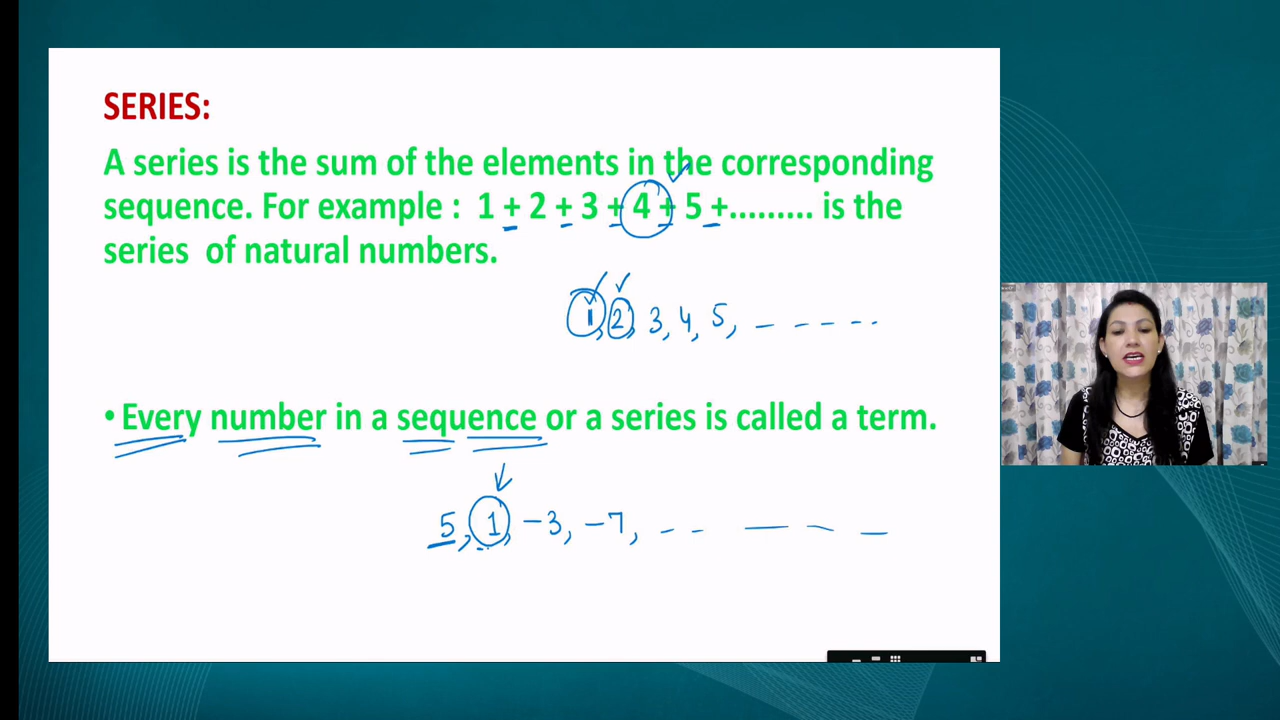 SERIES:
A series is the sum of the elements in the corresponding
sequence. For example : 1 + 2 + 3 + 4 + 5 +......... is the
series of natural numbers.
1, 2, 3, 4, 5, - - - - -
• Every number in a sequence or a series is called a term.
5, 1, -3, -7, - - — - —